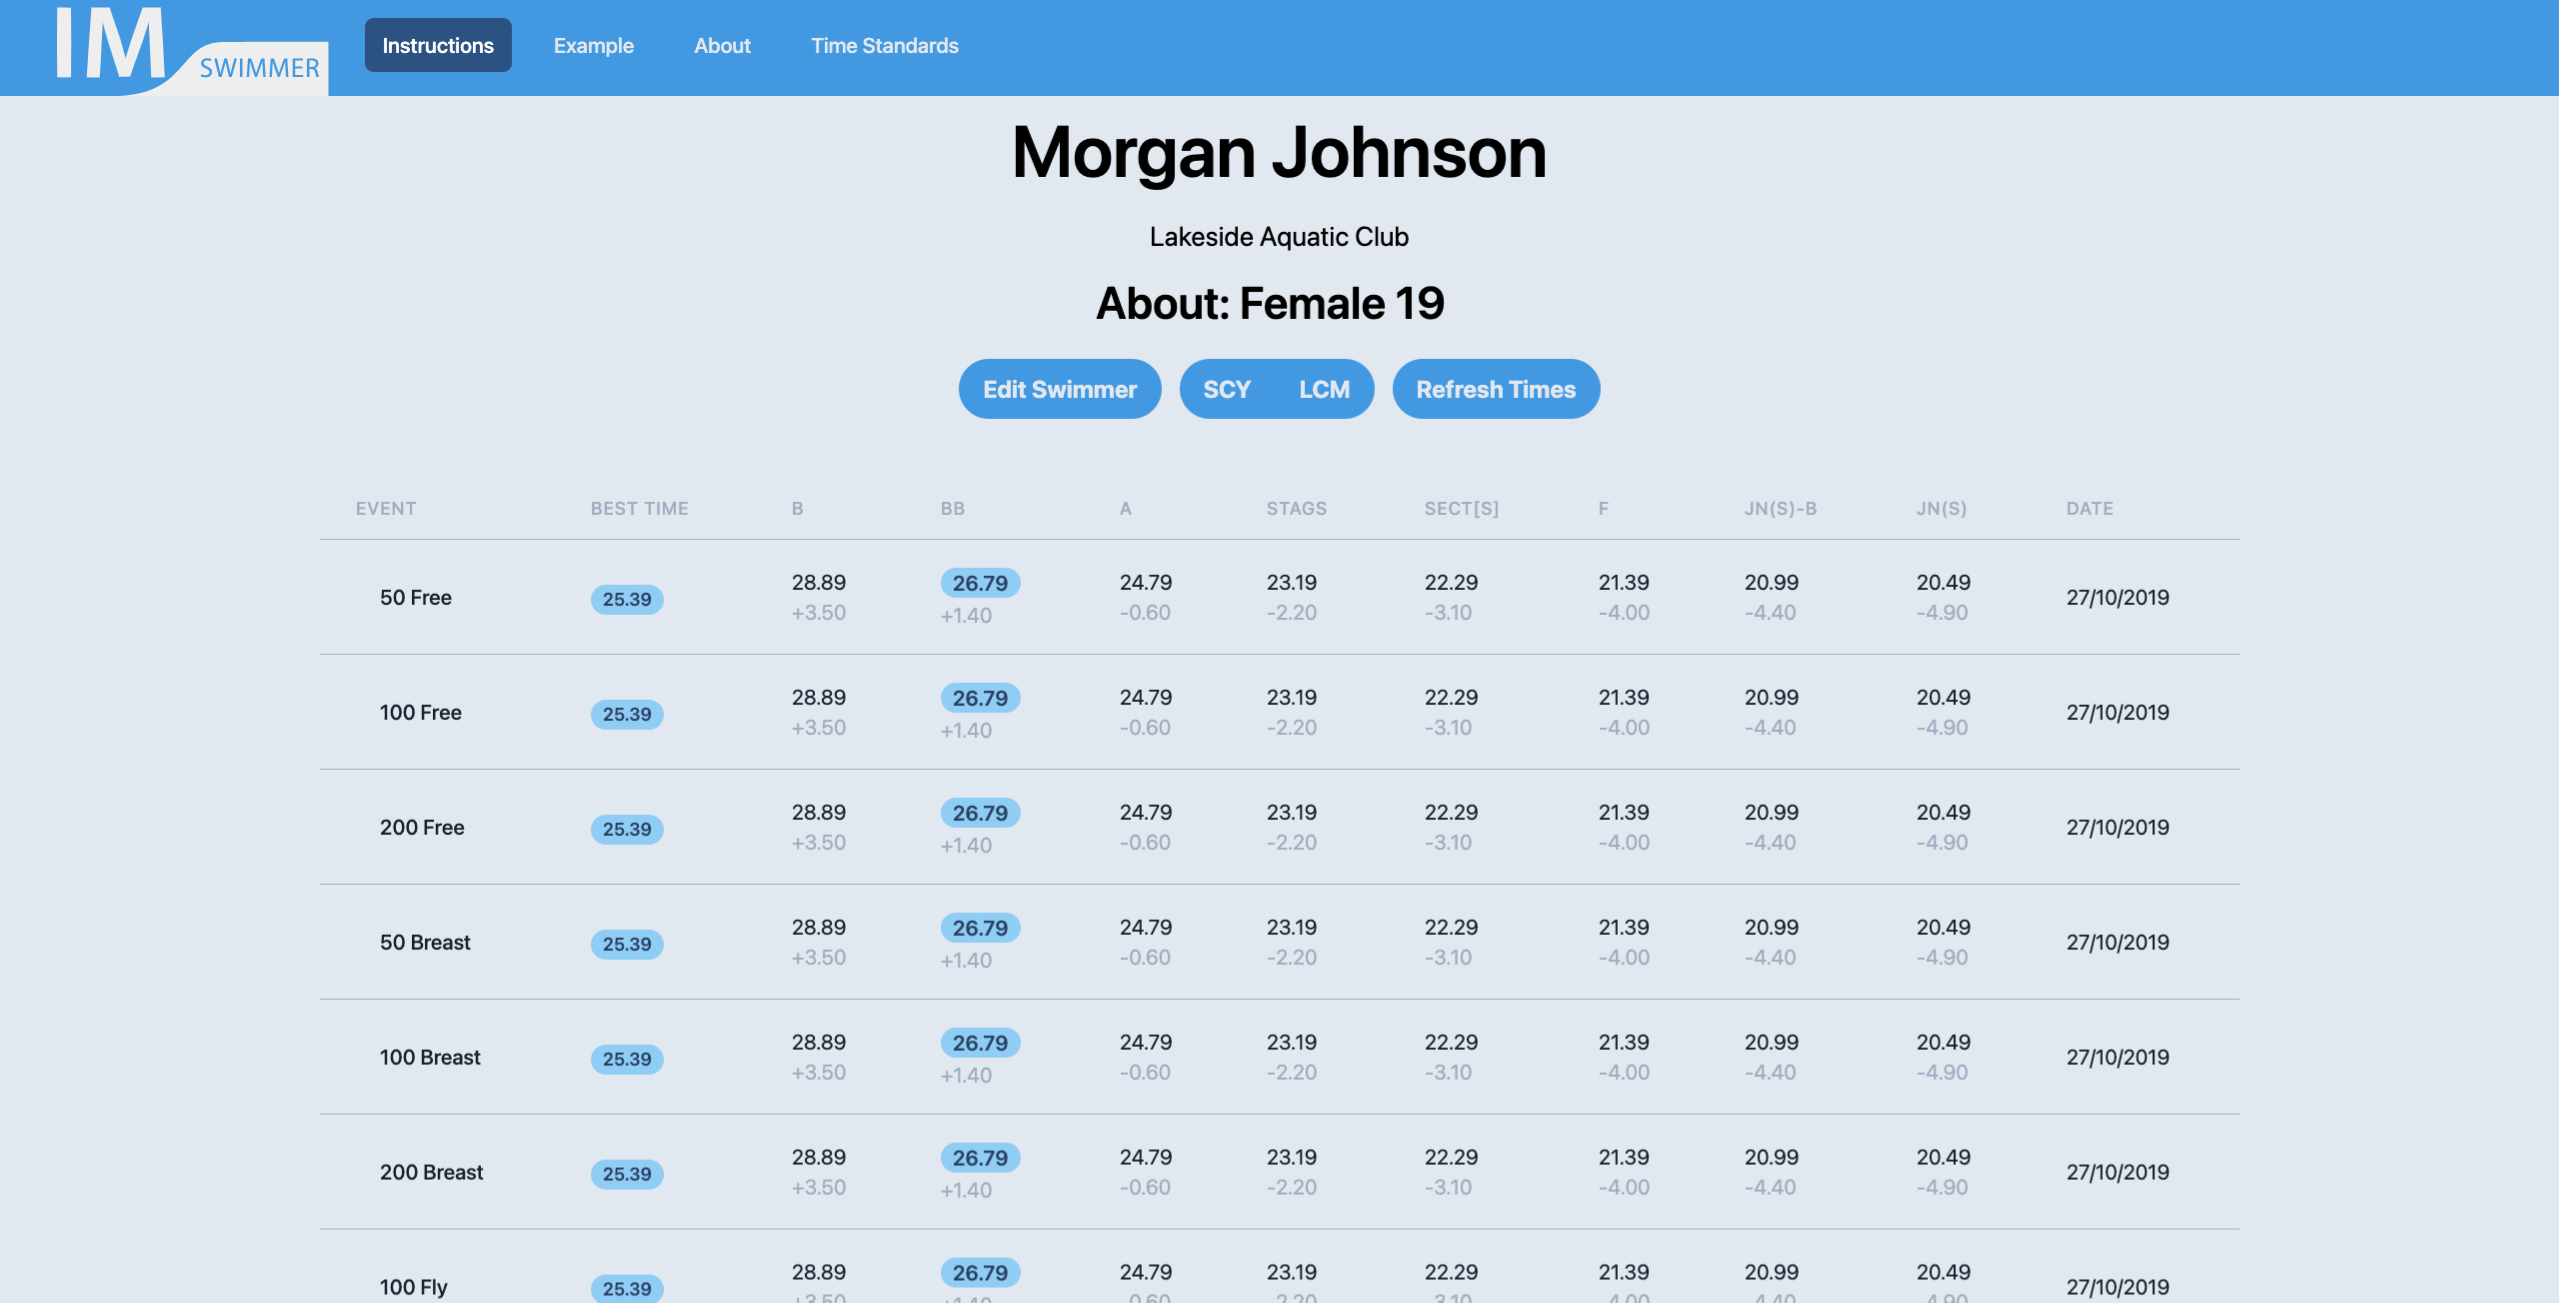 IM SWIMMER Instructions Example About Time Standards
Morgan Johnson
Lakeside Aquatic Club
About: Female 19
Edit Swimmer SCY LCM Refresh Times
EVENT BEST TIME B BB A STAGS SECT[S] F JN(S)-B JN(S) DATE
50 Free 25.39 28.89 26.79 24.79 23.19 22.29 21.39 20.99 20.49 27/10/2019
+3.50 +1.40 -0.60 -2.20 -3.10 -4.00 -4.40 -4.90
100 Free 25.39 28.89 26.79 24.79 23.19 22.29 21.39 20.99 20.49 27/10/2019
+3.50 +1.40 -0.60 -2.20 -3.10 -4.00 -4.40 -4.90
200 Free 25.39 28.89 26.79 24.79 23.19 22.29 21.39 20.99 20.49 27/10/2019
+3.50 +1.40 -0.60 -2.20 -3.10 -4.00 -4.40 -4.90
50 Breast 25.39 28.89 26.79 24.79 23.19 22.29 21.39 20.99 20.49 27/10/2019
+3.50 +1.40 -0.60 -2.20 -3.10 -4.00 -4.40 -4.90
100 Breast 25.39 28.89 26.79 24.79 23.19 22.29 21.39 20.99 20.49 27/10/2019
+3.50 +1.40 -0.60 -2.20 -3.10 -4.00 -4.40 -4.90
200 Breast 25.39 28.89 26.79 24.79 23.19 22.29 21.39 20.99 20.49 27/10/2019
+3.50 +1.40 -0.60 -2.20 -3.10 -4.00 -4.40 -4.90
100 Fly 25.39 28.89 26.79 24.79 23.19 22.29 21.39 20.99 20.49 27/10/2019